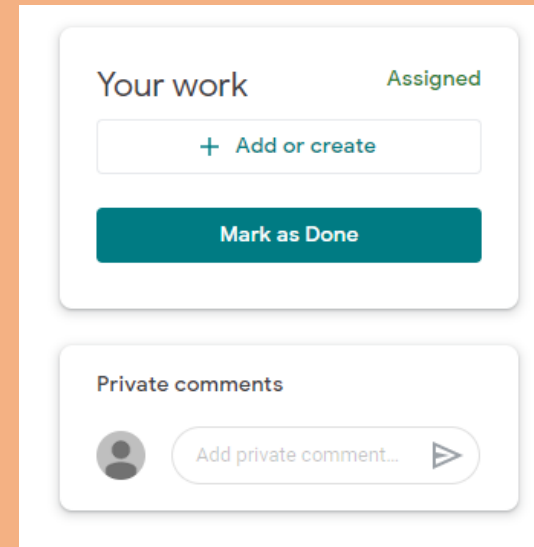 Your work
Assigned
+ Add or create
Mark as Done
Private comments
Add private comment...